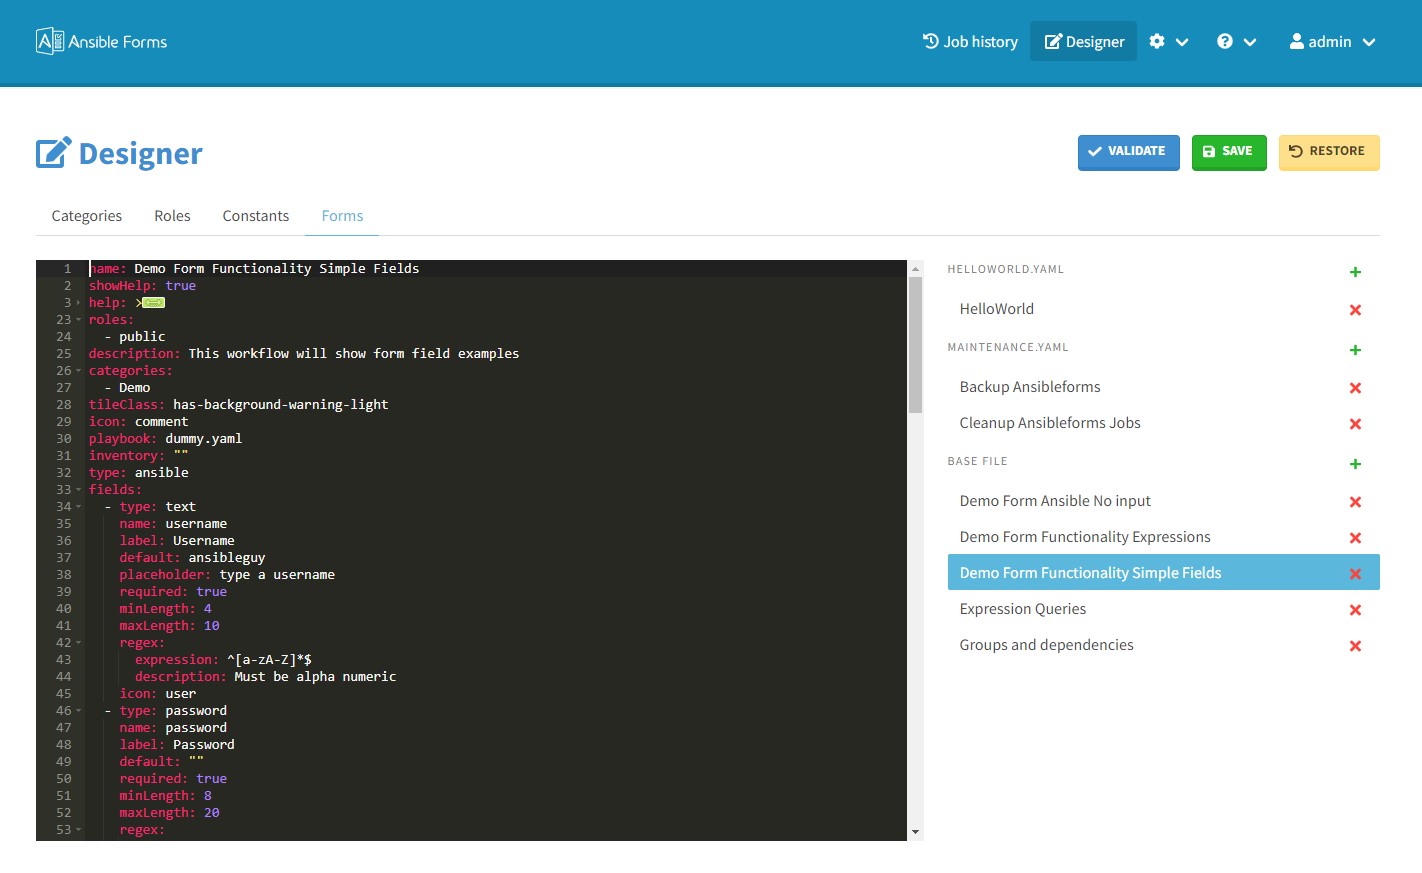 Ansible Forms
Job history
Designer
admin
Designer
VALIDATE
SAVE
RESTORE
Categories
Roles
Constants
Forms
1 name: Demo Form Functionality Simple Fields
2 showHelp: true
3 help: >
23 roles:
24 - public
25 description: This workflow will show form field examples
26 categories:
27 - Demo
28 tileClass: has-background-warning-light
29 icon: comment
30 playbook: dummy.yaml
31 inventory: ""
32 type: ansible
33 fields:
34 - type: text
35 name: username
36 label: Username
37 default: ansibleguy
38 placeholder: type a username
39 required: true
40 minLength: 4
41 maxLength: 10
42 regex:
43 expression: ^[a-zA-Z]*$
44 description: Must be alpha numeric
45 icon: user
46 - type: password
47 name: password
48 label: Password
49 default: ""
50 required: true
51 minLength: 8
52 maxLength: 20
53 regex:
HELLOWORLD.YAML
HelloWorld
MAINTENANCE.YAML
Backup Ansibleforms
Cleanup Ansibleforms Jobs
BASE FILE
Demo Form Ansible No input
Demo Form Functionality Expressions
Demo Form Functionality Simple Fields
Expression Queries
Groups and dependencies